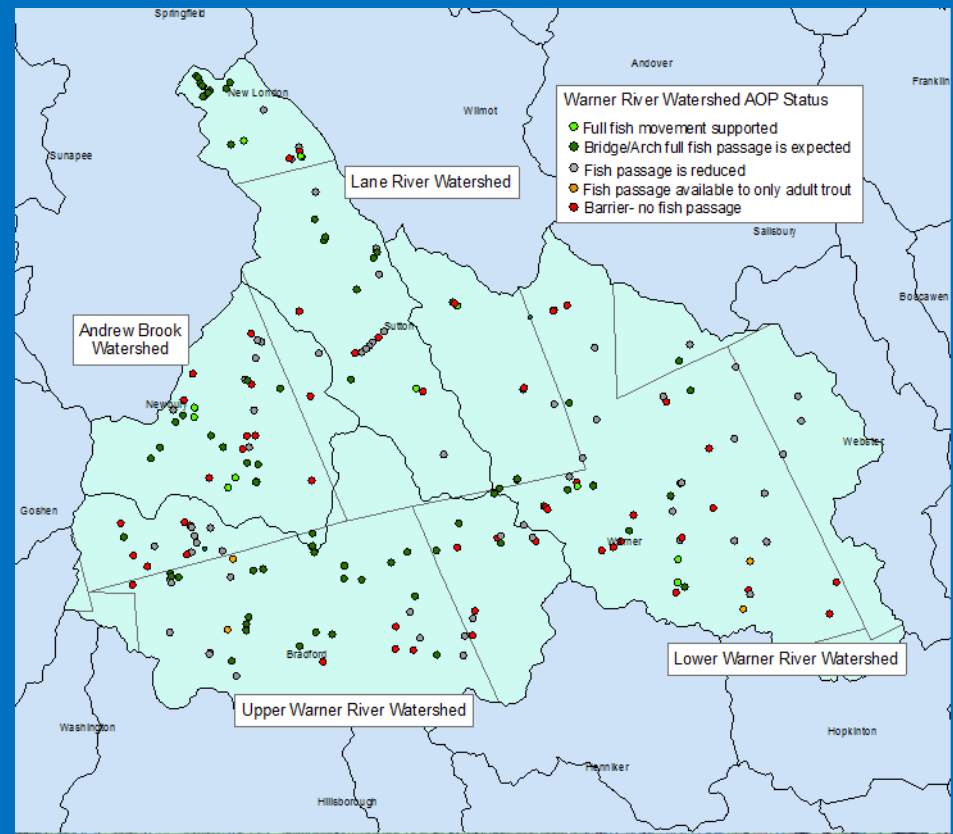 Springfield
Andover
Franklin
New London
Wilmot
Warner River Watershed AOP Status
Full fish movement supported
Bridge/Arch full fish passage is expected
Fish passage is reduced
Fish passage available to only adult trout
Barrier- no fish passage
Sunapee
Lane River Watershed
Salisbury
Boscawen
Andrew Brook
Watershed
Sutton
Newbury
Webster
Goshen
Warner
Bradford
Lower Warner River Watershed
Upper Warner River Watershed
Washington
Hopkinton
Henniker
Hillsborough